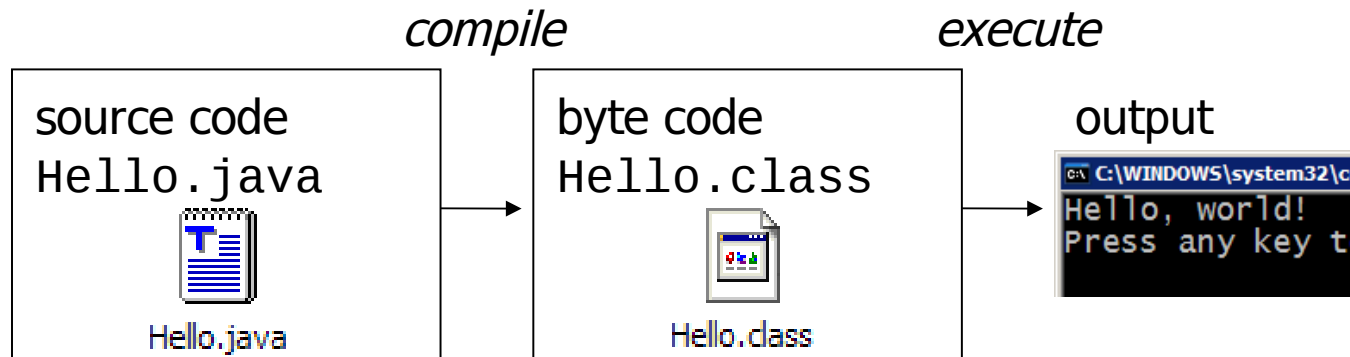 compile execute
source code
Hello.java
Hello.java
byte code
Hello.class
Hello.class
output
C:\WINDOWS\system32\c
Hello, world!
Press any key t